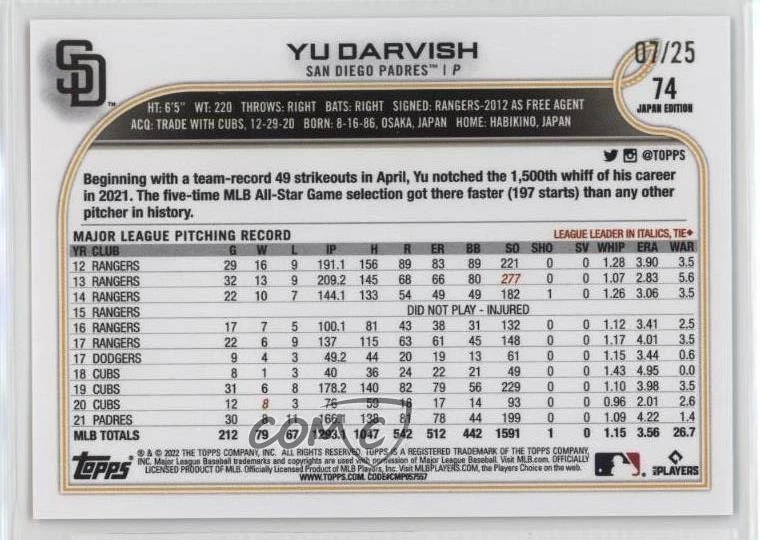 YU DARVISH
SAN DIEGO PADRES™ | P
SD™
07/25
74
JAPAN EDITION
HT: 6'5" WT: 220 THROWS: RIGHT BATS: RIGHT SIGNED: RANGERS-2012 AS FREE AGENT
ACQ: TRADE WITH CUBS, 12-29-20 BORN: 8-16-86, OSAKA, JAPAN HOME: HABIKINO, JAPAN
@TOPPS
Beginning with a team-record 49 strikeouts in April, Yu notched the 1,500th whiff of his career
in 2021. The five-time MLB All-Star Game selection got there faster (197 starts) than any other
pitcher in history.
MAJOR LEAGUE PITCHING RECORD LEAGUE LEADER IN ITALICS, TIE♦
YR CLUB G W L IP H R ER BB SO SHO SV WHIP ERA WAR
12 RANGERS 29 16 9 191.1 156 89 83 89 221 0 0 1.28 3.90 3.5
13 RANGERS 32 13 9 209.2 145 68 66 80 277 0 0 1.07 2.83 5.6
14 RANGERS 22 10 7 144.1 133 54 49 49 182 1 0 1.26 3.06 3.5
15 RANGERS DID NOT PLAY - INJURED
16 RANGERS 17 7 5 100.1 81 43 38 31 132 0 0 1.12 3.41 2.5
17 RANGERS 22 6 9 137 115 63 61 45 148 0 0 1.17 4.01 3.5
17 DODGERS 9 4 3 49.2 44 20 19 13 61 0 0 1.15 3.44 0.6
18 CUBS 8 1 3 40 36 24 22 21 49 0 0 1.43 4.95 0.0
19 CUBS 31 6 8 178.2 140 82 79 56 229 0 0 1.10 3.98 3.5
20 CUBS 12 8 3 76 59 18 17 14 93 0 0 0.96 2.01 2.6
21 PADRES 30 8 11 166.1 138 81 78 44 199 0 0 1.09 4.22 1.4
MLB TOTALS 212 79 67 1293.1 1047 542 512 442 1591 1 0 1.15 3.56 26.7
COMC
topps
® & © 2022 THE TOPPS COMPANY, INC. ALL RIGHTS RESERVED. TOPPS IS A REGISTERED TRADEMARK OF THE TOPPS COMPANY,
INC. Major League Baseball trademarks and copyrights are used with permission of Major League Baseball. Visit MLB.com. OFFICIALLY
LICENSED PRODUCT OF MLB. Officially Licensed Product of MLB Players, Inc. Visit MLBPLAYERS.COM, the Players Choice on the web.
WWW.TOPPS.COM. CODE#CMP057557
PLAYERS